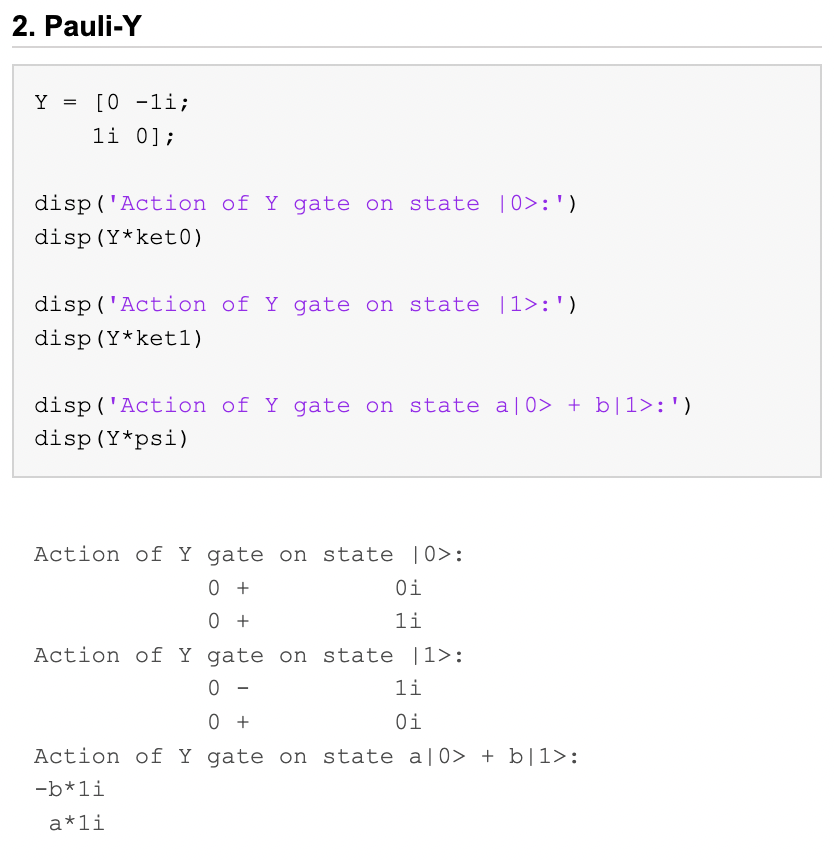 2. Pauli-Y
Y = [0 -1i;
    1i 0];
disp('Action of Y gate on state |0>:')
disp(Y*ket0)
disp('Action of Y gate on state |1>:')
disp(Y*ket1)
disp('Action of Y gate on state a|0> + b|1>:')
disp(Y*psi)
Action of Y gate on state |0>:
            0 +          0i
            0 +          1i
Action of Y gate on state |1>:
            0 -          1i
            0 +          0i
Action of Y gate on state a|0> + b|1>:
-b*1i
 a*1i